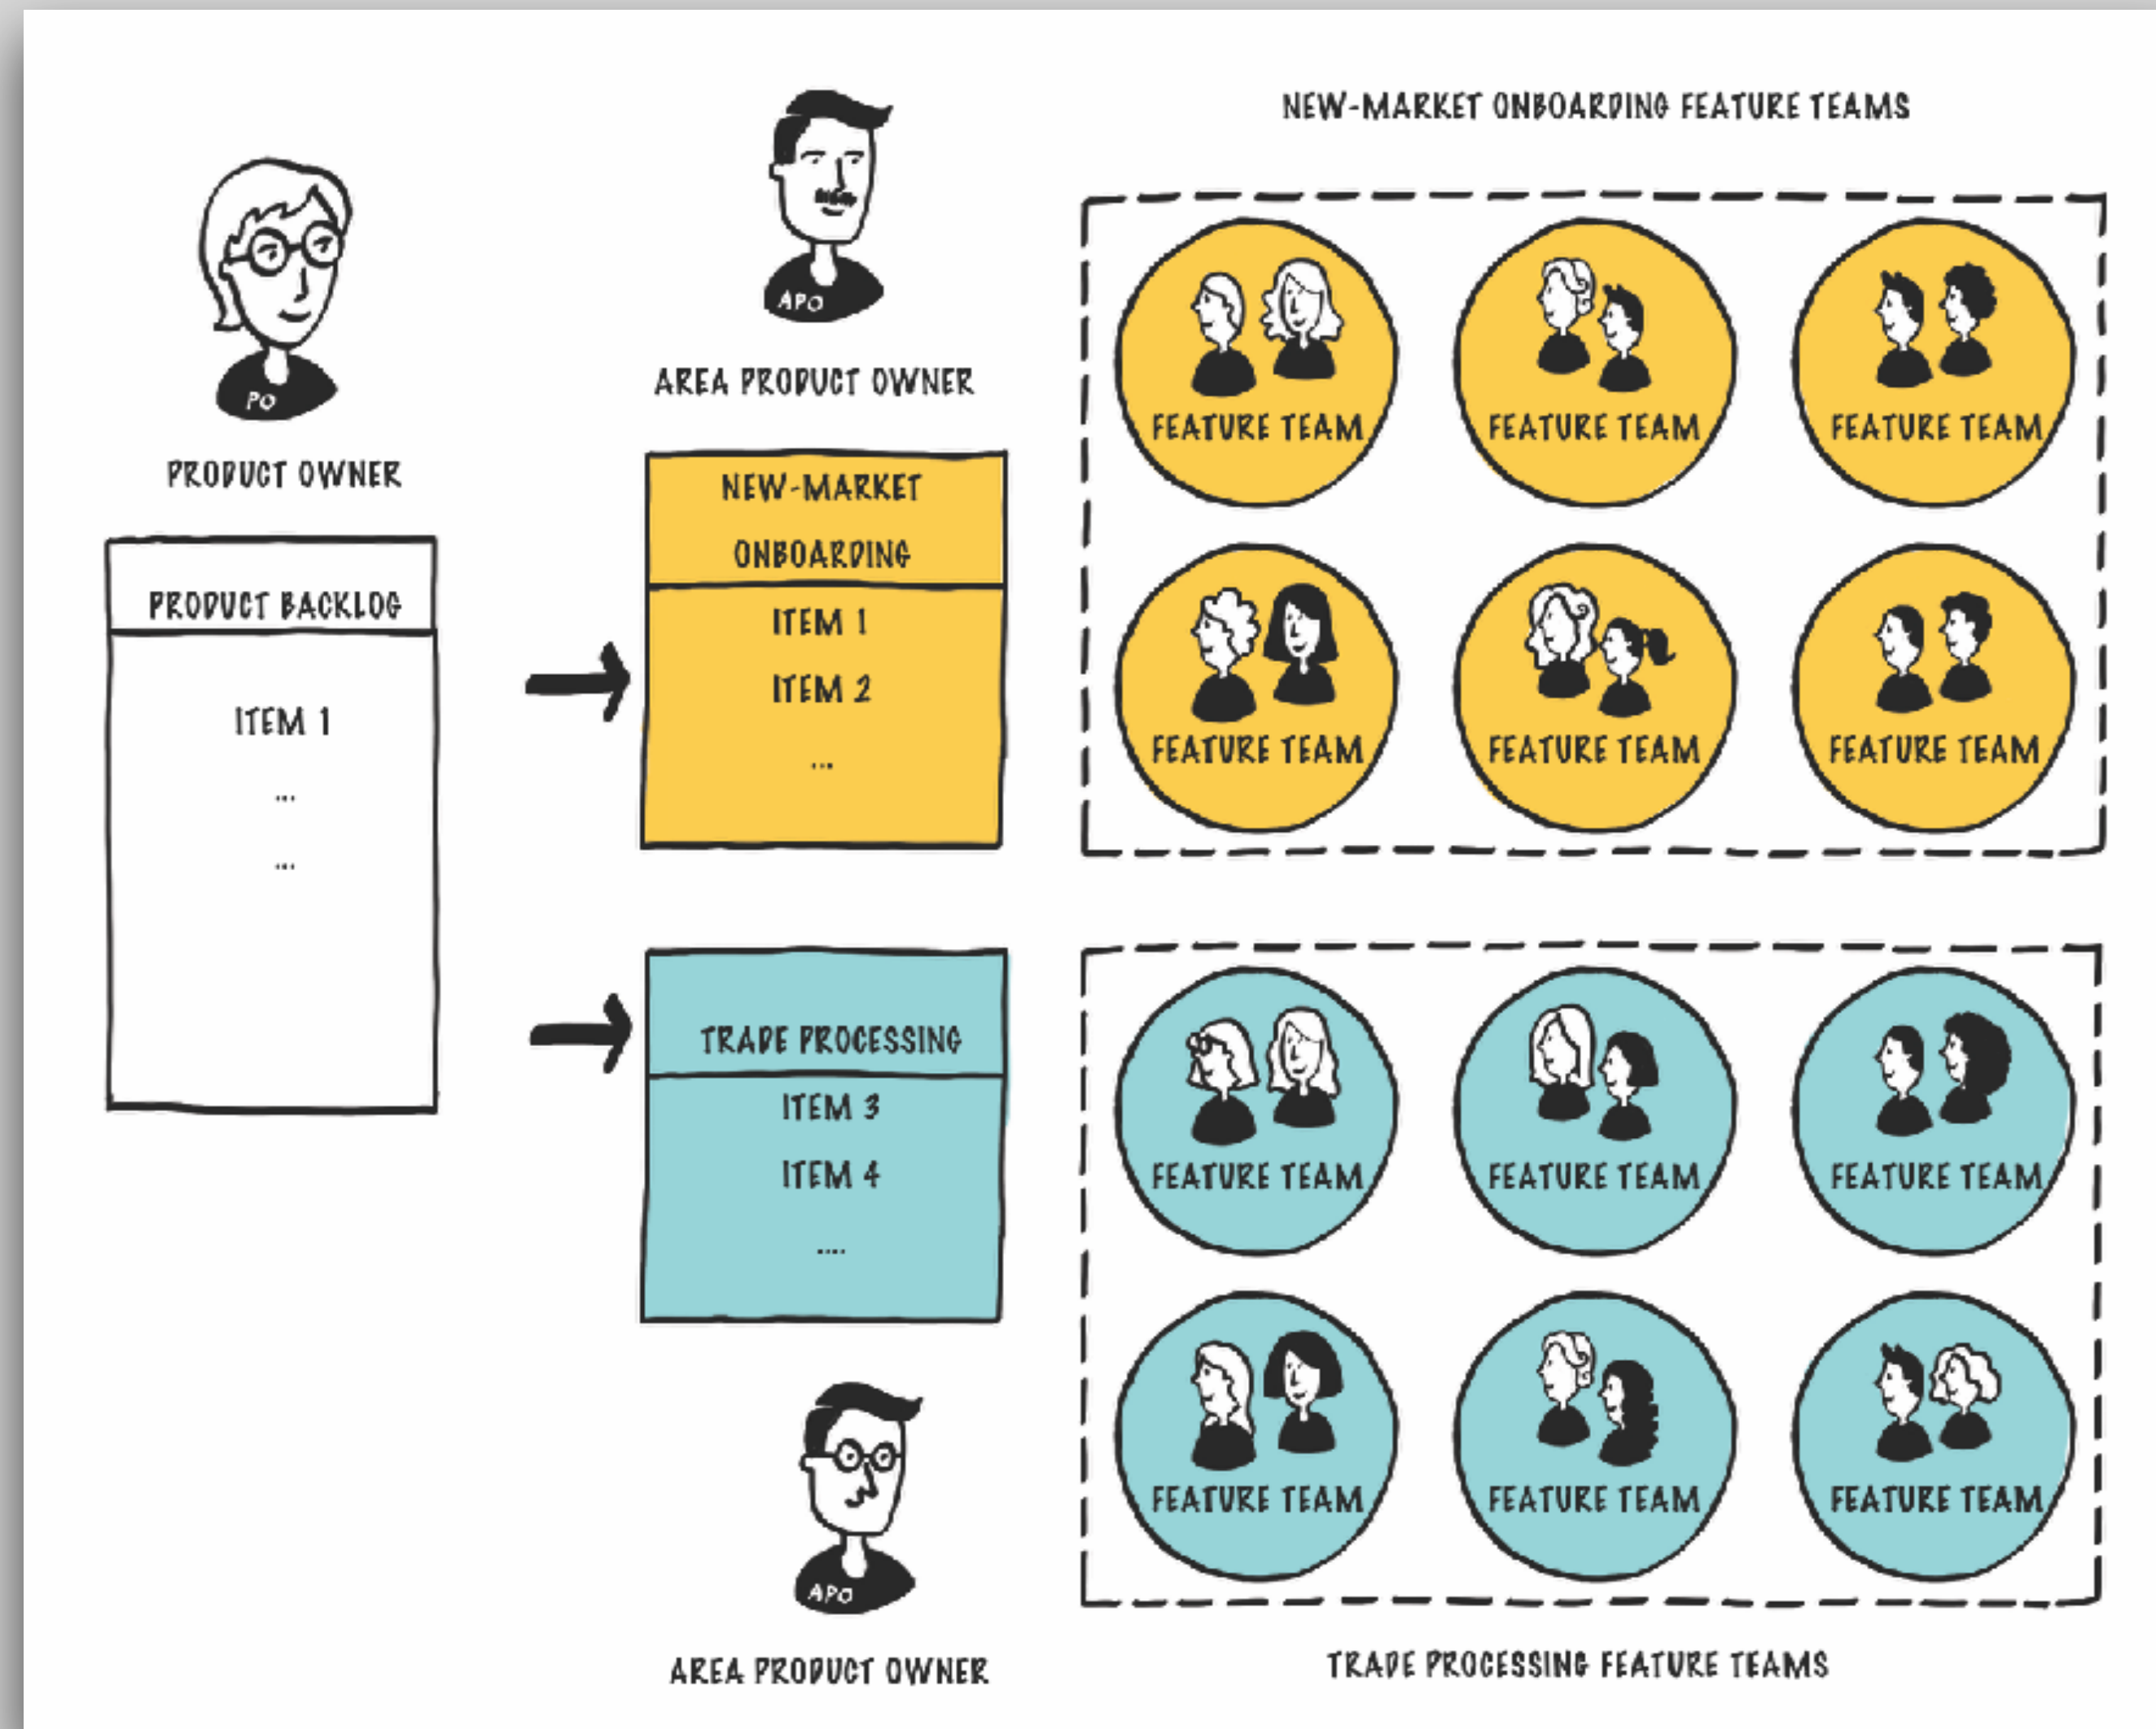 PO
PRODUCT OWNER
PRODUCT BACKLOG
ITEM 1
...
...
APO
AREA PRODUCT OWNER
NEW-MARKET
ONBOARDING
ITEM 1
ITEM 2
...
TRADE PROCESSING
ITEM 3
ITEM 4
....
APO
AREA PRODUCT OWNER
NEW-MARKET ONBOARDING FEATURE TEAMS
FEATURE TEAM
FEATURE TEAM
FEATURE TEAM
FEATURE TEAM
FEATURE TEAM
FEATURE TEAM
FEATURE TEAM
FEATURE TEAM
FEATURE TEAM
FEATURE TEAM
FEATURE TEAM
FEATURE TEAM
TRADE PROCESSING FEATURE TEAMS